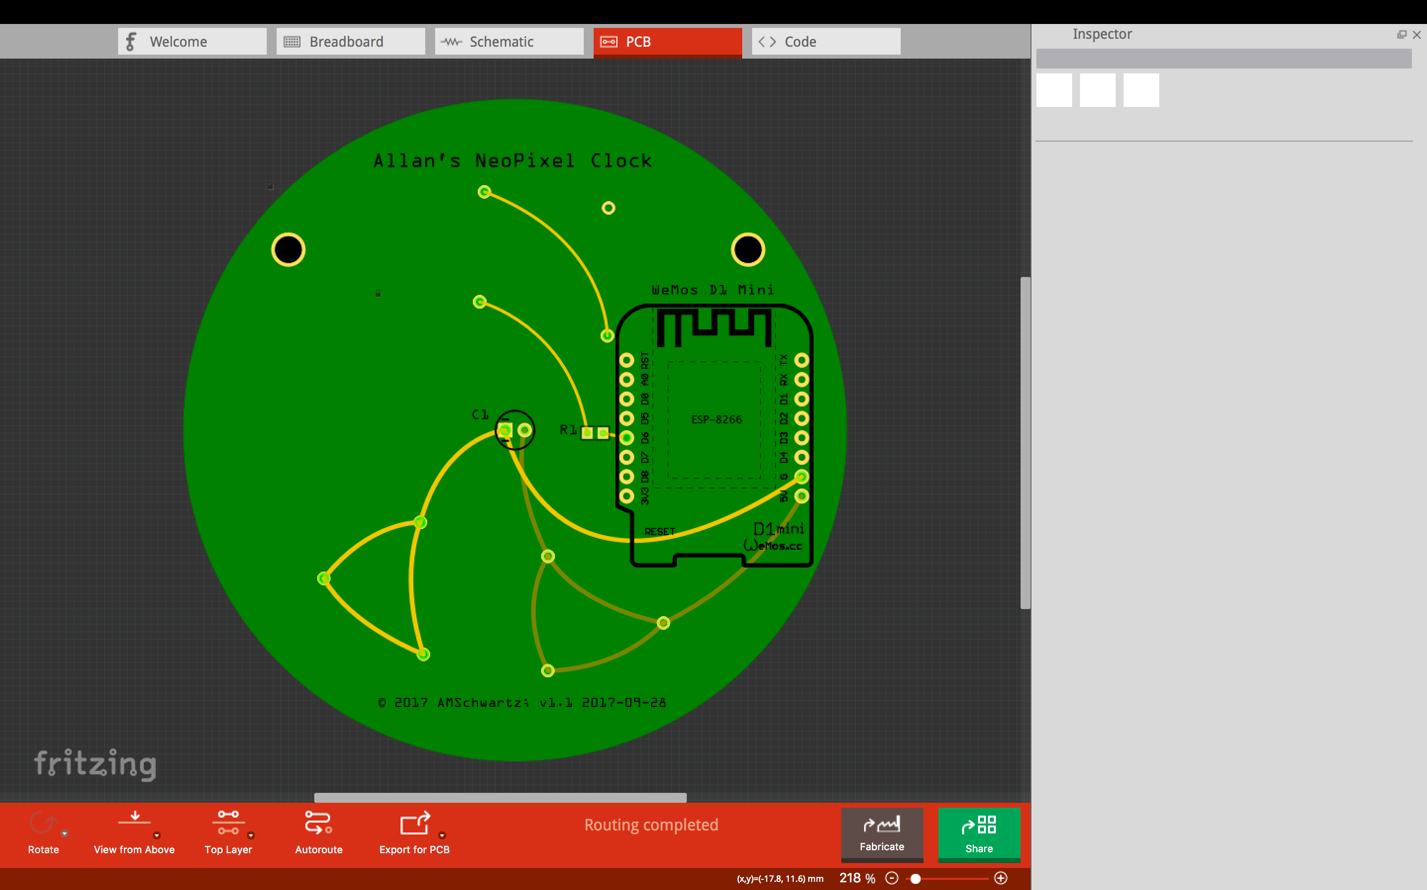 Welcome
Breadboard
Schematic
PCB
Code
Inspector
Allan's NeoPixel Clock
WeMos D1 Mini
RST
A0
D0
D5
D6
D7
D8
3V3
TX
RX
D1
D2
D3
D4
G
5V
ESP-8266
C1
R1
RESET
D1 mini
WeMos.cc
© 2017 AMSchwartz; v1.1 2017-09-28
fritzing
Rotate
View from Above
Top Layer
Autoroute
Export for PCB
Routing completed
Fabricate
Share
(x,y)=(-17.8, 11.6) mm
218 %